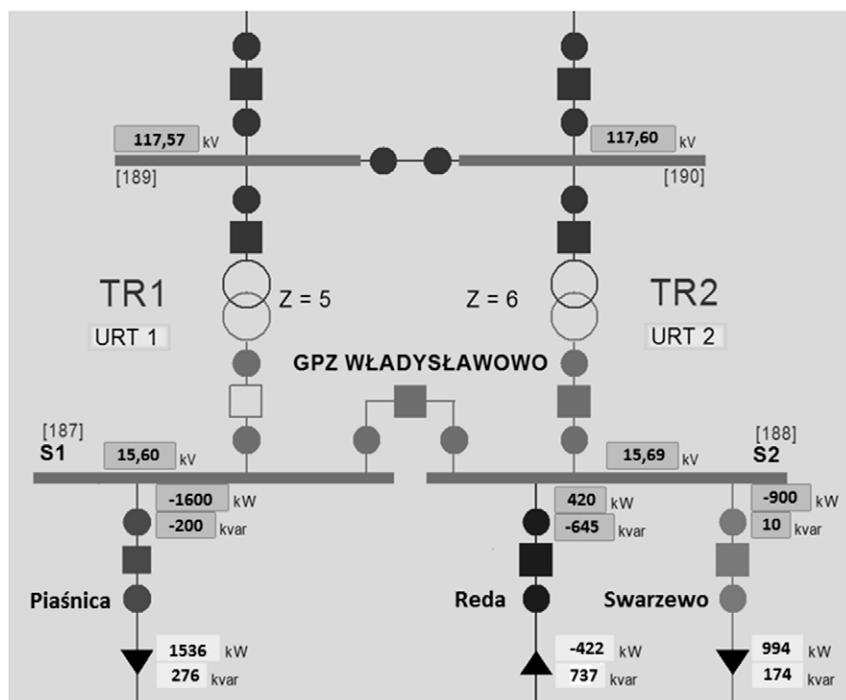 117,57 kV
117,60 kV
[189]
[190]
TR1
Z = 5
Z = 6
TR2
URT 1
URT 2
GPZ WŁADYSŁAWOWO
[187]
[188]
S1
15,60 kV
15,69 kV
S2
-1600 kW
420 kW
-900 kW
-200 kvar
-645 kvar
10 kvar
Piaśnica
Reda
Swarzewo
1536 kW
-422 kW
994 kW
276 kvar
737 kvar
174 kvar